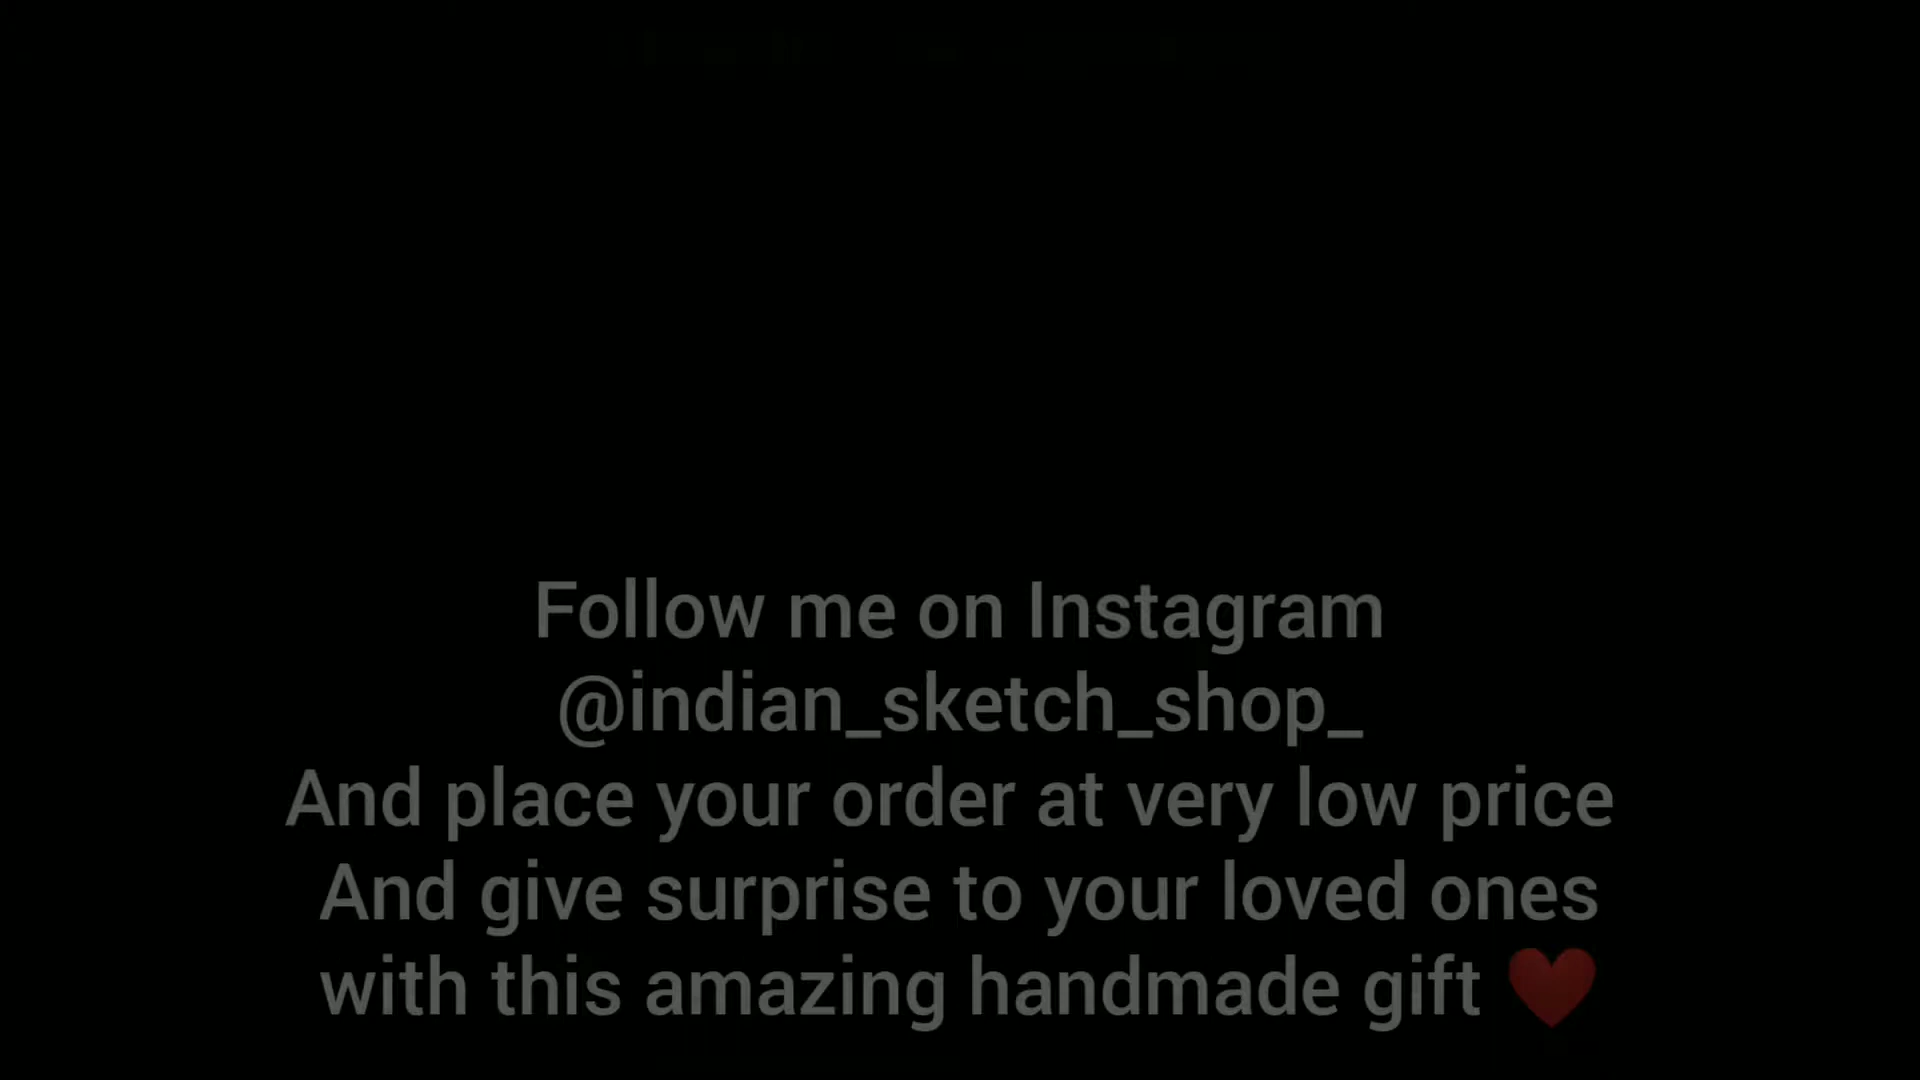 Follow me on Instagram
@indian_sketch_shop_
And place your order at very low price
And give surprise to your loved ones
with this amazing handmade gift ❤️